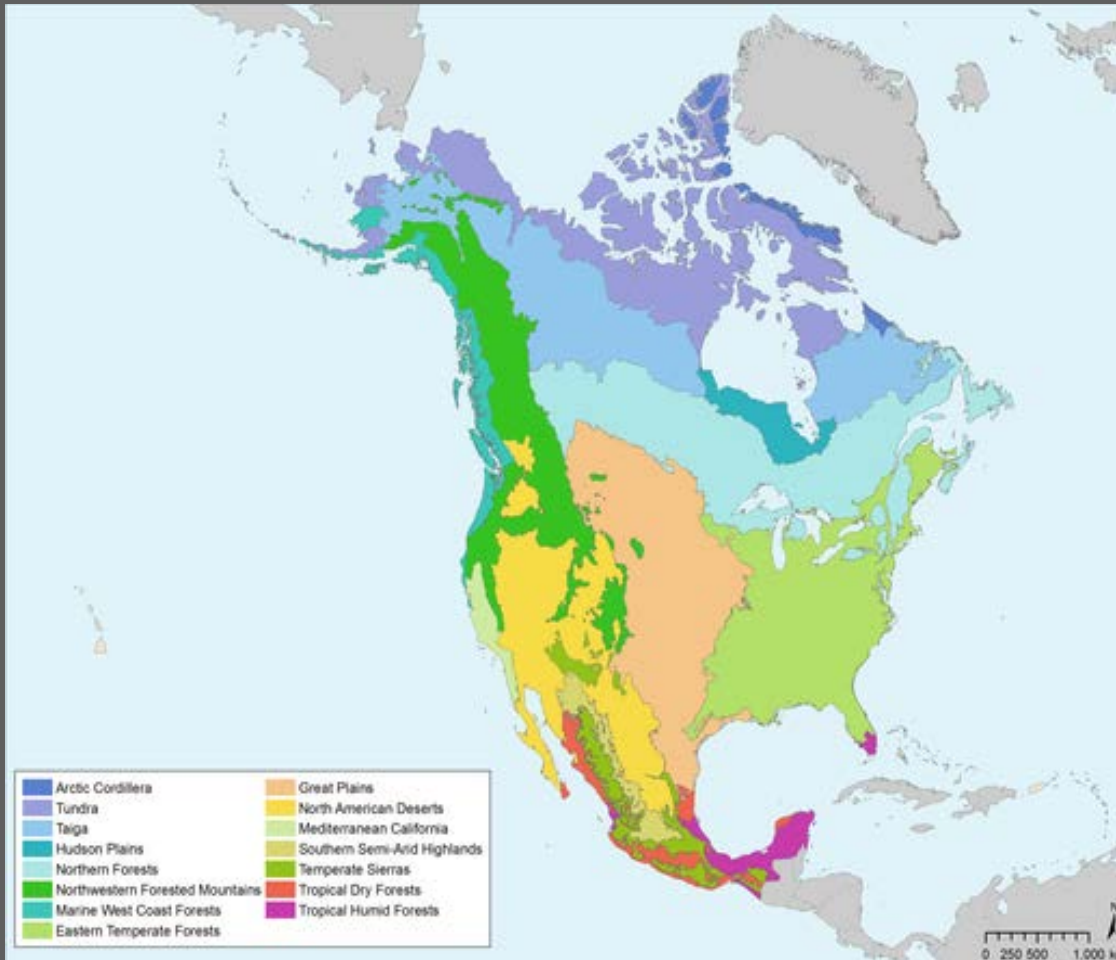 Arctic Cordillera
Tundra
Taiga
Hudson Plains
Northern Forests
Northwestern Forested Mountains
Marine West Coast Forests
Eastern Temperate Forests
Great Plains
North American Deserts
Mediterranean California
Southern Semi-Arid Highlands
Temperate Sierras
Tropical Dry Forests
Tropical Humid Forests
N
0 250 500 1,000